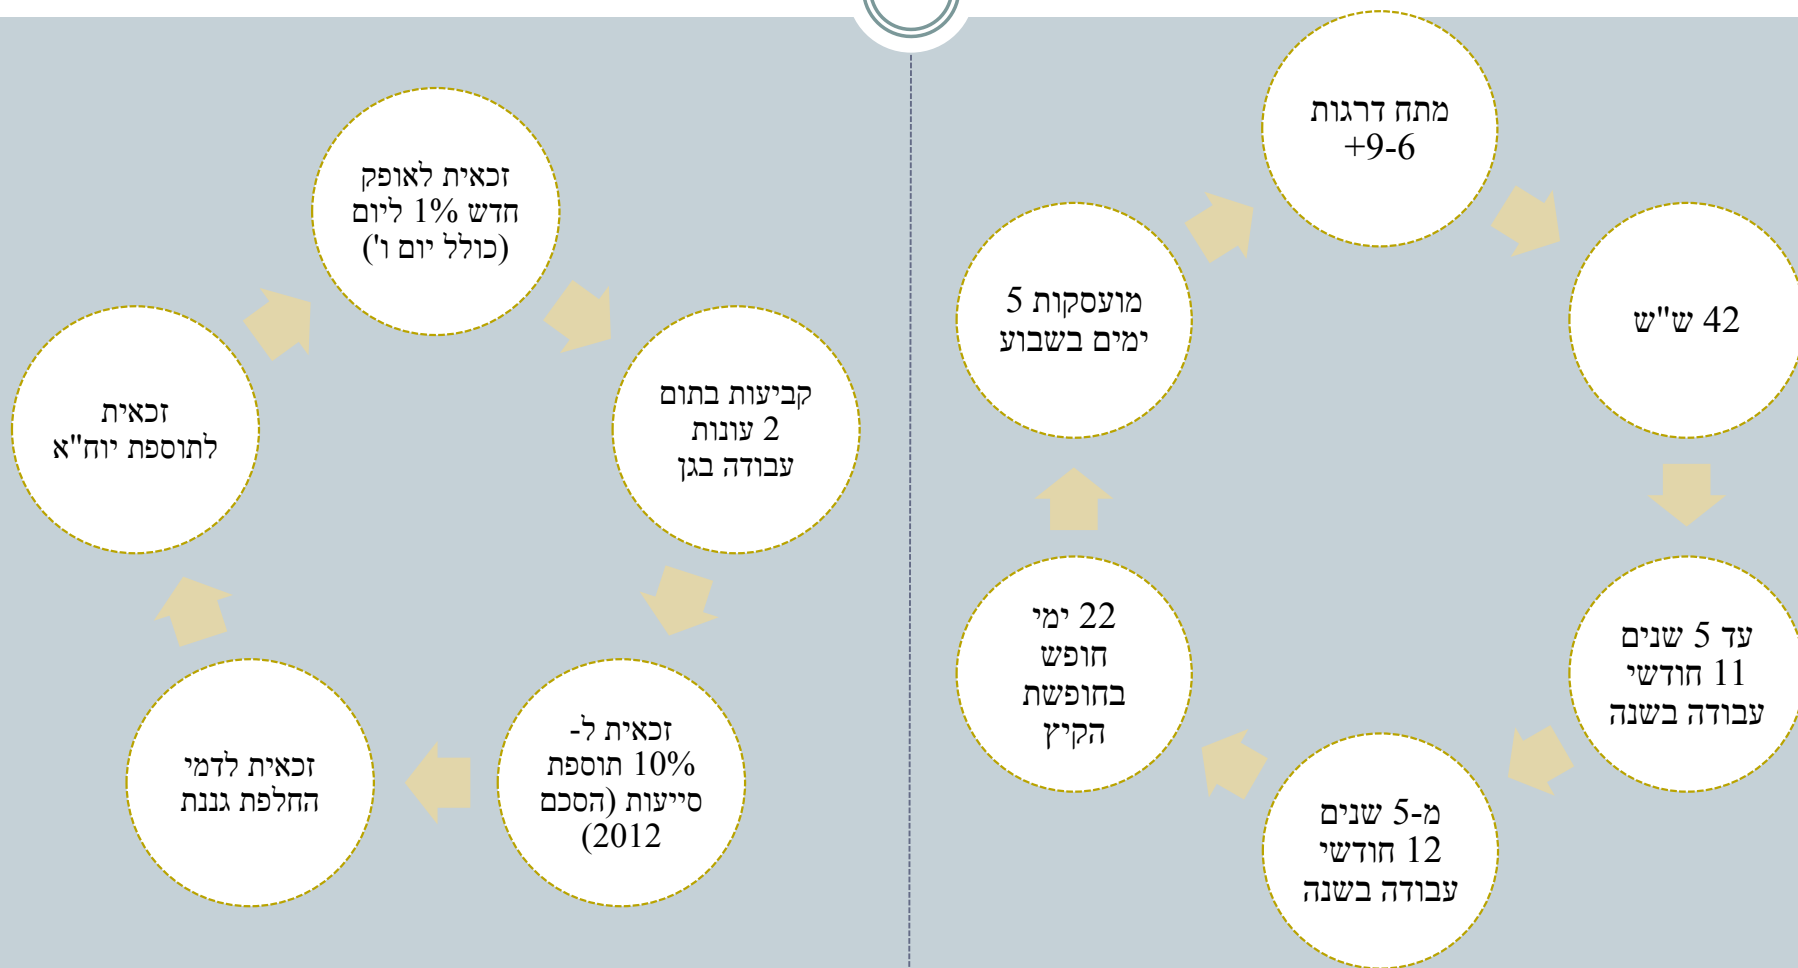 מתח דרגות
9-6+
42 ש"ש
עד 5 שנים
11 חודשי
עבודה בשנה
מ-5 שנים
12 חודשי
עבודה בשנה
22 ימי
חופש
בחופשת
הקיץ
מועסקות 5
ימים בשבוע
זכאית לאופק
חדש 1% ליום
(כולל יום ו')
קביעות בתום
2 עונות
עבודה בגן
זכאית ל-
10% תוספת
סייעות (הסכם
2012)
זכאית לדמי
החלפת גננת
זכאית
לתוספת יוח"א